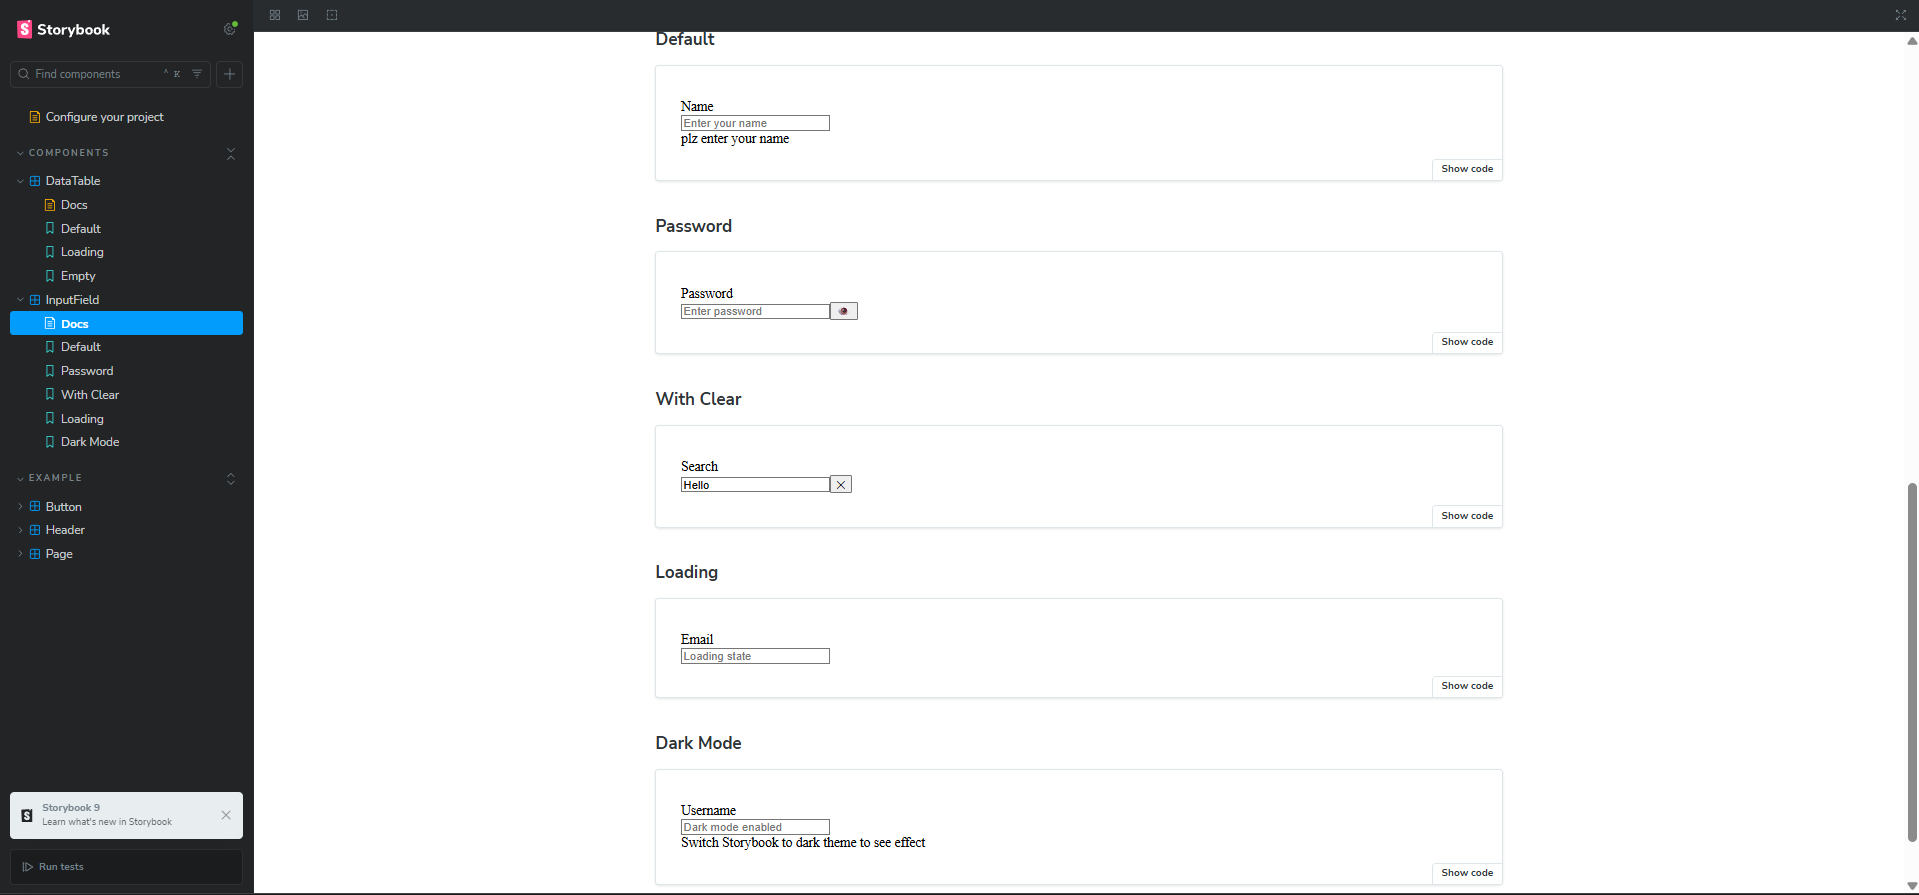 Storybook
Find components
^ K
Configure your project
COMPONENTS
DataTable
Docs
Default
Loading
Empty
InputField
Docs
Default
Password
With Clear
Loading
Dark Mode
EXAMPLE
Button
Header
Page
Storybook 9
Learn what's new in Storybook
Run tests
Default
Name
Enter your name
plz enter your name
Show code
Password
Password
Enter password
Show code
With Clear
Search
Hello
Show code
Loading
Email
Loading state
Show code
Dark Mode
Username
Dark mode enabled
Switch Storybook to dark theme to see effect
Show code